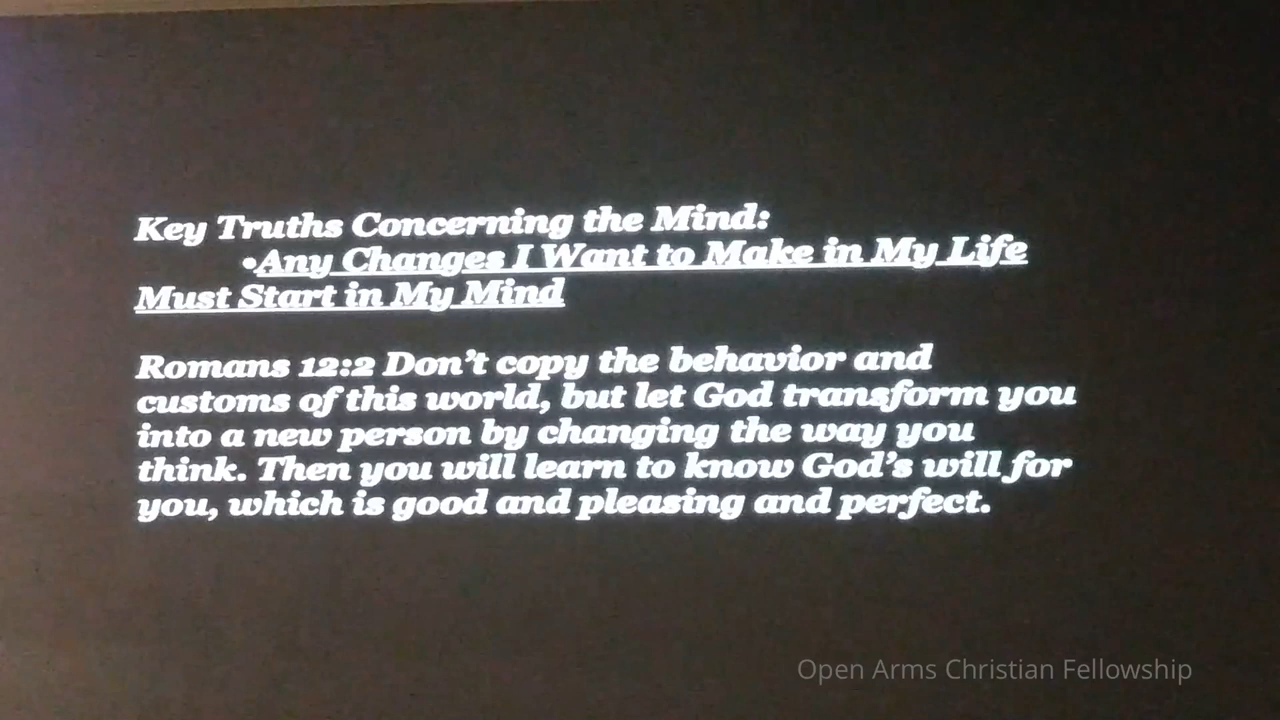 Key Truths Concerning the Mind:
•Any Changes I Want to Make in My Life
Must Start in My Mind
Romans 12:2 Don’t copy the behavior and
customs of this world, but let God transform you
into a new person by changing the way you
think. Then you will learn to know God’s will for
you, which is good and pleasing and perfect.
Open Arms Christian Fellowship